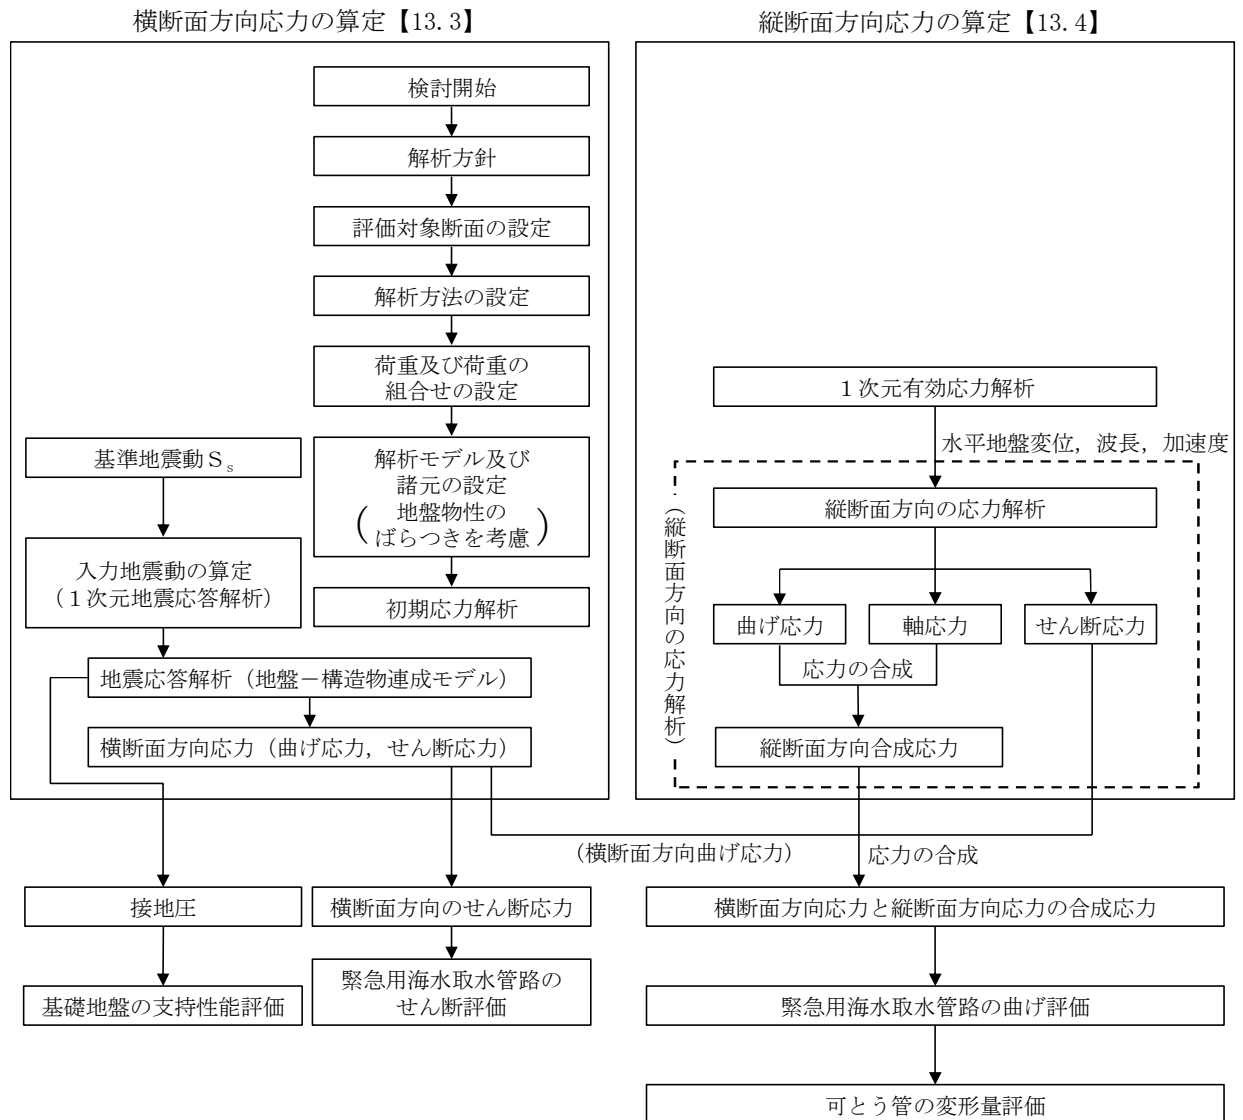 横断面方向応力の算定【13.3】
検討開始
解析方針
評価対象断面の設定
解析方法の設定
荷重及び荷重の
組合せの設定
基準地震動Ｓs
解析モデル及び
諸元の設定
(地盤物性の
ばらつきを考慮)
入力地震動の算定
(１次元地震応答解析)
初期応力解析
地震応答解析（地盤－構造物連成モデル）
横断面方向応力（曲げ応力，せん断応力）
縦断面方向応力の算定【13.4】
１次元有効応力解析
水平地盤変位，波長，加速度
(縦断面方向の応力解析)
縦断面方向の応力解析
曲げ応力
軸応力
せん断応力
応力の合成
縦断面方向合成応力
(横断面方向曲げ応力)
応力の合成
接地圧
横断面方向のせん断応力
横断面方向応力と縦断面方向応力の合成応力
基礎地盤の支持性能評価
緊急用海水取水管路の
せん断評価
緊急用海水取水管路の曲げ評価
可とう管の変形量評価